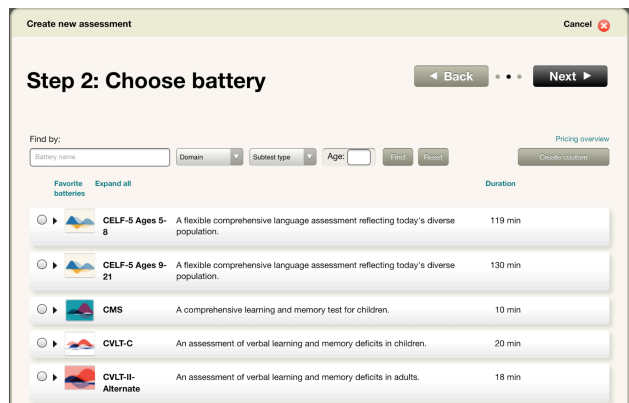 Create new assessment
Cancel
Step 2: Choose battery
Back
Next
Find by:
Pricing overview
Battery name
Domain
Subtest type
Age:
Find
Reset
Create custom
Favorite
batteries
Expand all
Duration
CELF-5 Ages 5-
8
A flexible comprehensive language assessment reflecting today's diverse
population.
119 min
CELF-5 Ages 9-
21
A flexible comprehensive language assessment reflecting today's diverse
population.
130 min
CMS
A comprehensive learning and memory test for children.
10 min
CVLT-C
An assessment of verbal learning and memory deficits in children.
20 min
CVLT-II-
Alternate
An assessment of verbal learning and memory deficits in adults.
18 min